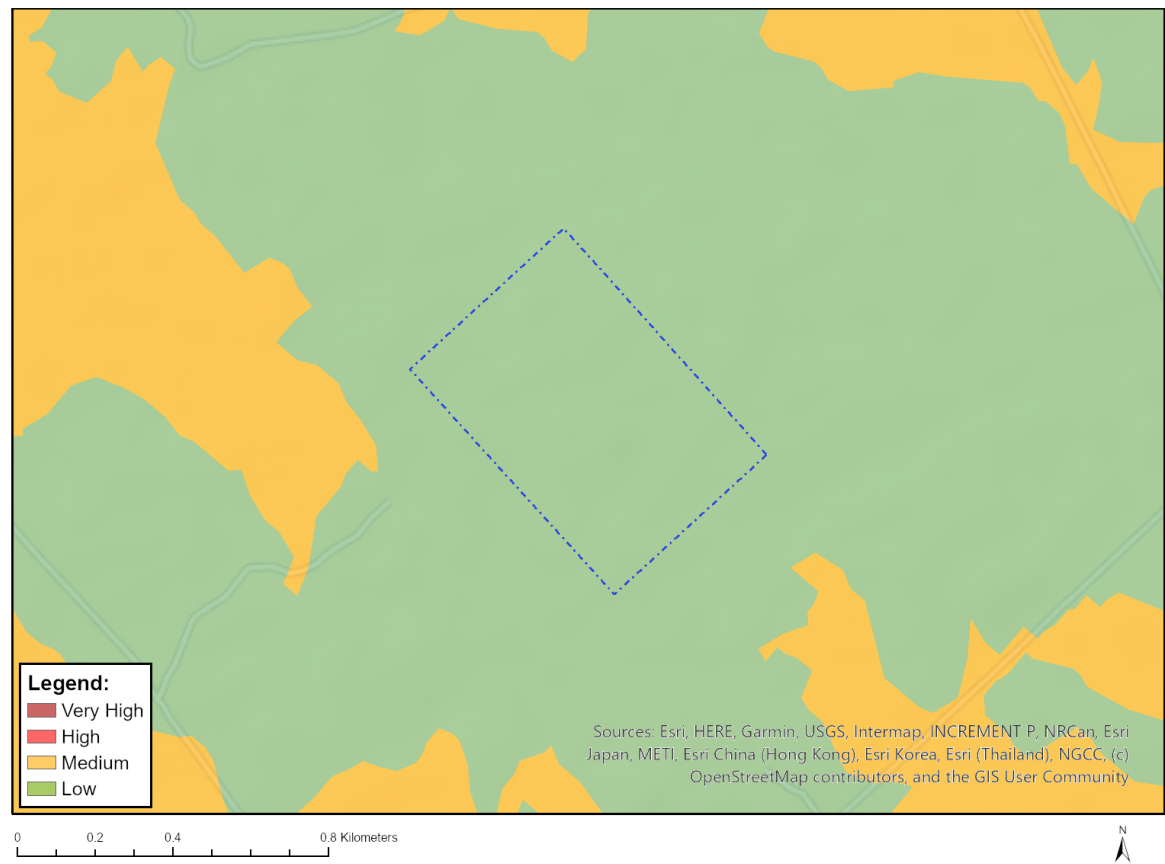 Legend:
Very High
High
Medium
Low
Sources: Esri, HERE, Garmin, USGS, Intermap, INCREMENT P, NRCan, Esri
Japan, METI, Esri China (Hong Kong), Esri Korea, Esri (Thailand), NGCC, (c)
OpenStreetMap contributors, and the GIS User Community
0 0.2 0.4 0.8 Kilometers
N